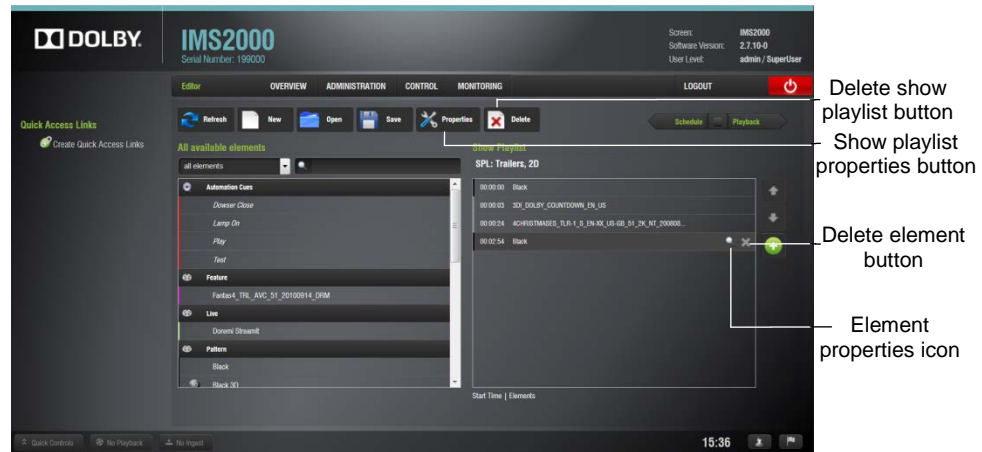 DOLBY.
IMS2000
Serial Number: 199000
Screen: IMS2000
Software Version: 2.7.10-0
User Level: admin / SuperUser
Editor OVERVIEW ADMINISTRATION CONTROL MONITORING LOGOUT
Quick Access Links
Create Quick Access Links
Refresh New Open Save Properties Delete
Schedule Playback
All available elements
all elements
Automation Cues
Dowser Close
Lamp On
Play
Test
Feature
Fantas4_TRL_AVC_51_20100914_DRM
Live
Doremi Streamit
Pattern
Black
Black 3D
Show Playlist
SPL: Trailers, 2D
00:00:00 Black
00:00:03 3DI_DOLBY_COUNTDOWN_EN_US
00:00:24 4CHRISTMASES_TLR-1_S_EN-XX_US-GB_51_2K_NT_200808...
00:02:54 Black
Start Time | Elements
Quick Controls No Playback No Ingest
15:36
Delete show
playlist button
Show playlist
properties button
Delete element
button
Element
properties icon